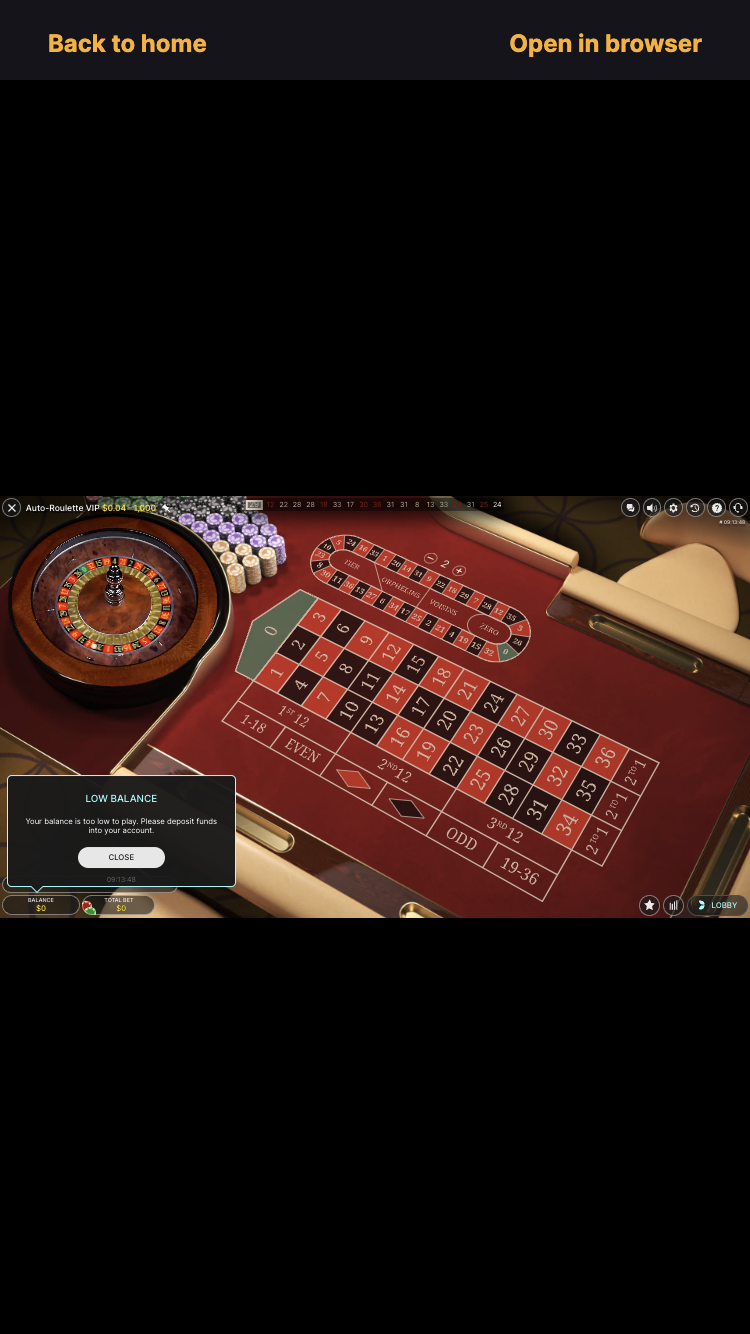 Back to home
Open in browser
Auto-Roulette VIP $0.04–1,000
22 28 28 33 17 31 31 8 13 33 31 25 24
09:13:48
TIER
ORPHELINS
VOISINS
ZERO
2
0
3 6 9 12 15 18 21 24 27 30 33 36 2 TO 1
2 5 8 11 14 17 20 23 26 29 32 35 2 TO 1
1 4 7 10 13 16 19 22 25 28 31 34 2 TO 1
1ST 12
2ND 12
3RD 12
1-18
EVEN
ODD
19-36
LOW BALANCE
Your balance is too low to play. Please deposit funds
into your account.
CLOSE
09:13:48
BALANCE
$0
TOTAL BET
$0
LOBBY